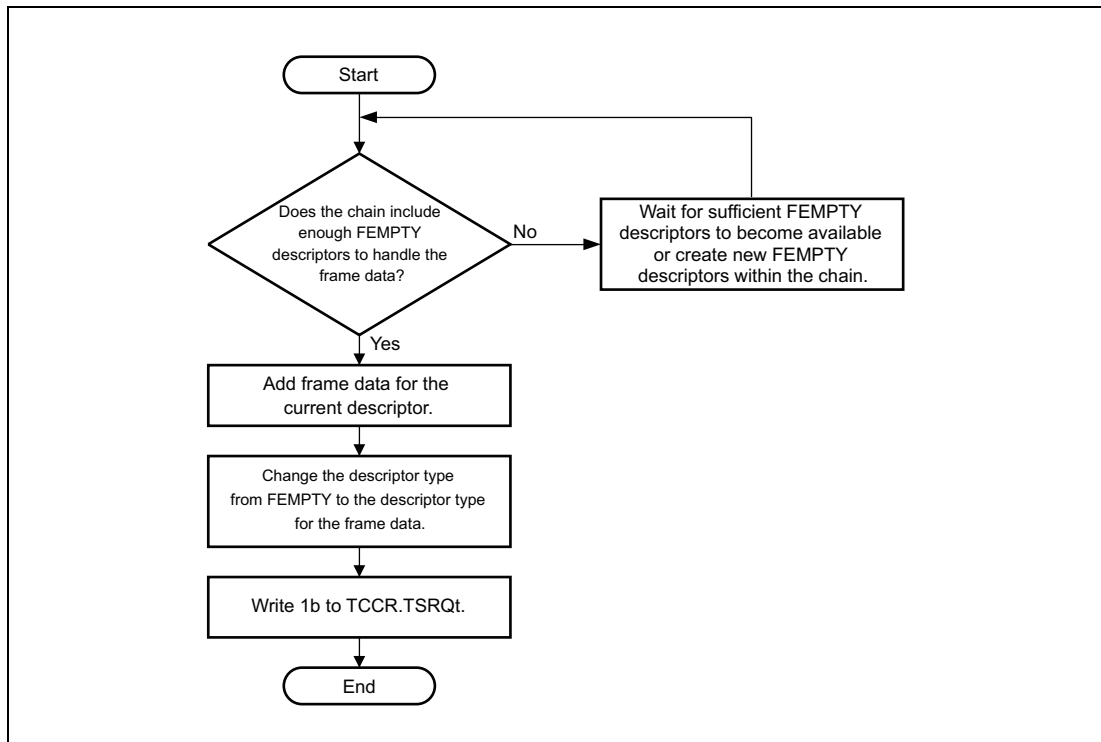 Start
Does the chain include
enough FEMPTY
descriptors to handle the
frame data?
No
Wait for sufficient FEMPTY
descriptors to become available
or create new FEMPTY
descriptors within the chain.
Yes
Add frame data for the
current descriptor.
Change the descriptor type
from FEMPTY to the descriptor type
for the frame data.
Write 1b to TCCR.TSRQt.
End